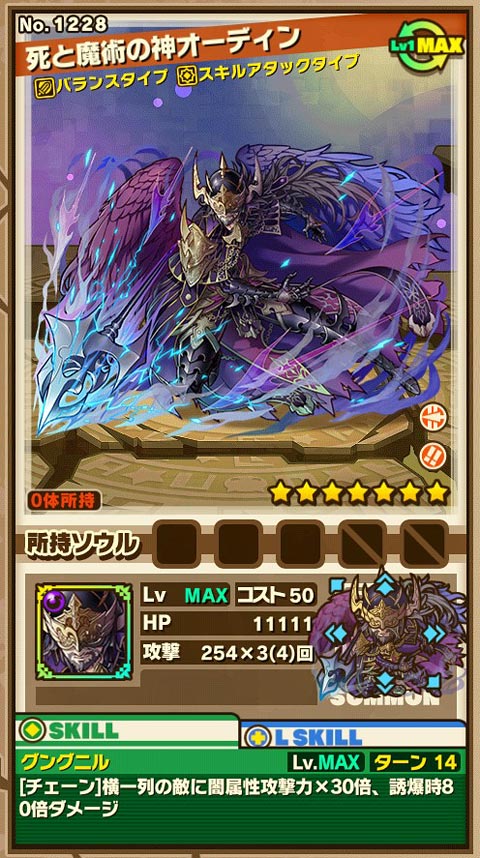 No.1228
死と魔術の神オーディン
Lv1 MAX
バランスタイプ スキルアタックタイプ
0体所持
所持ソウル
Lv MAX コスト 50
HP 11111
攻撃 254×3(4)回
SUMMON
SKILL
L SKILL
グングニル Lv.MAX ターン 14
[チェーン]横一列の敵に闇属性攻撃力×30倍、誘爆時8
0倍ダメージ